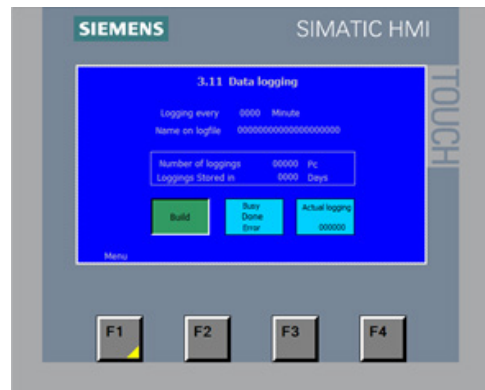 SIEMENS
SIMATIC HMI
TOUCH
3.11 Data logging
Logging every 0000 Minute
Name on logfile 00000000000000000000
Number of loggings 00000 Pc
Loggings Stored in 0000 Days
Build
Busy
Done
Error
Actual logging
000000
Menu
F1
F2
F3
F4